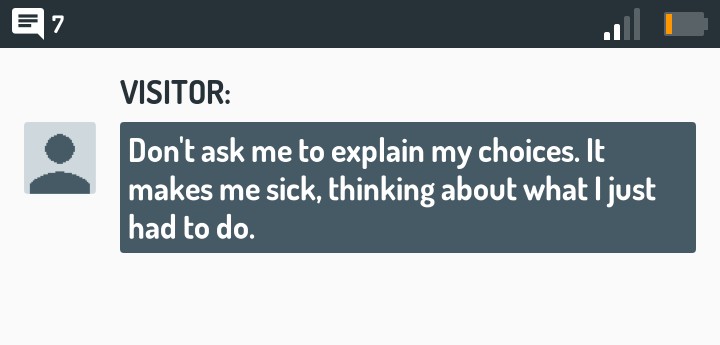 7
VISITOR:
Don't ask me to explain my choices. It
makes me sick, thinking about what I just
had to do.